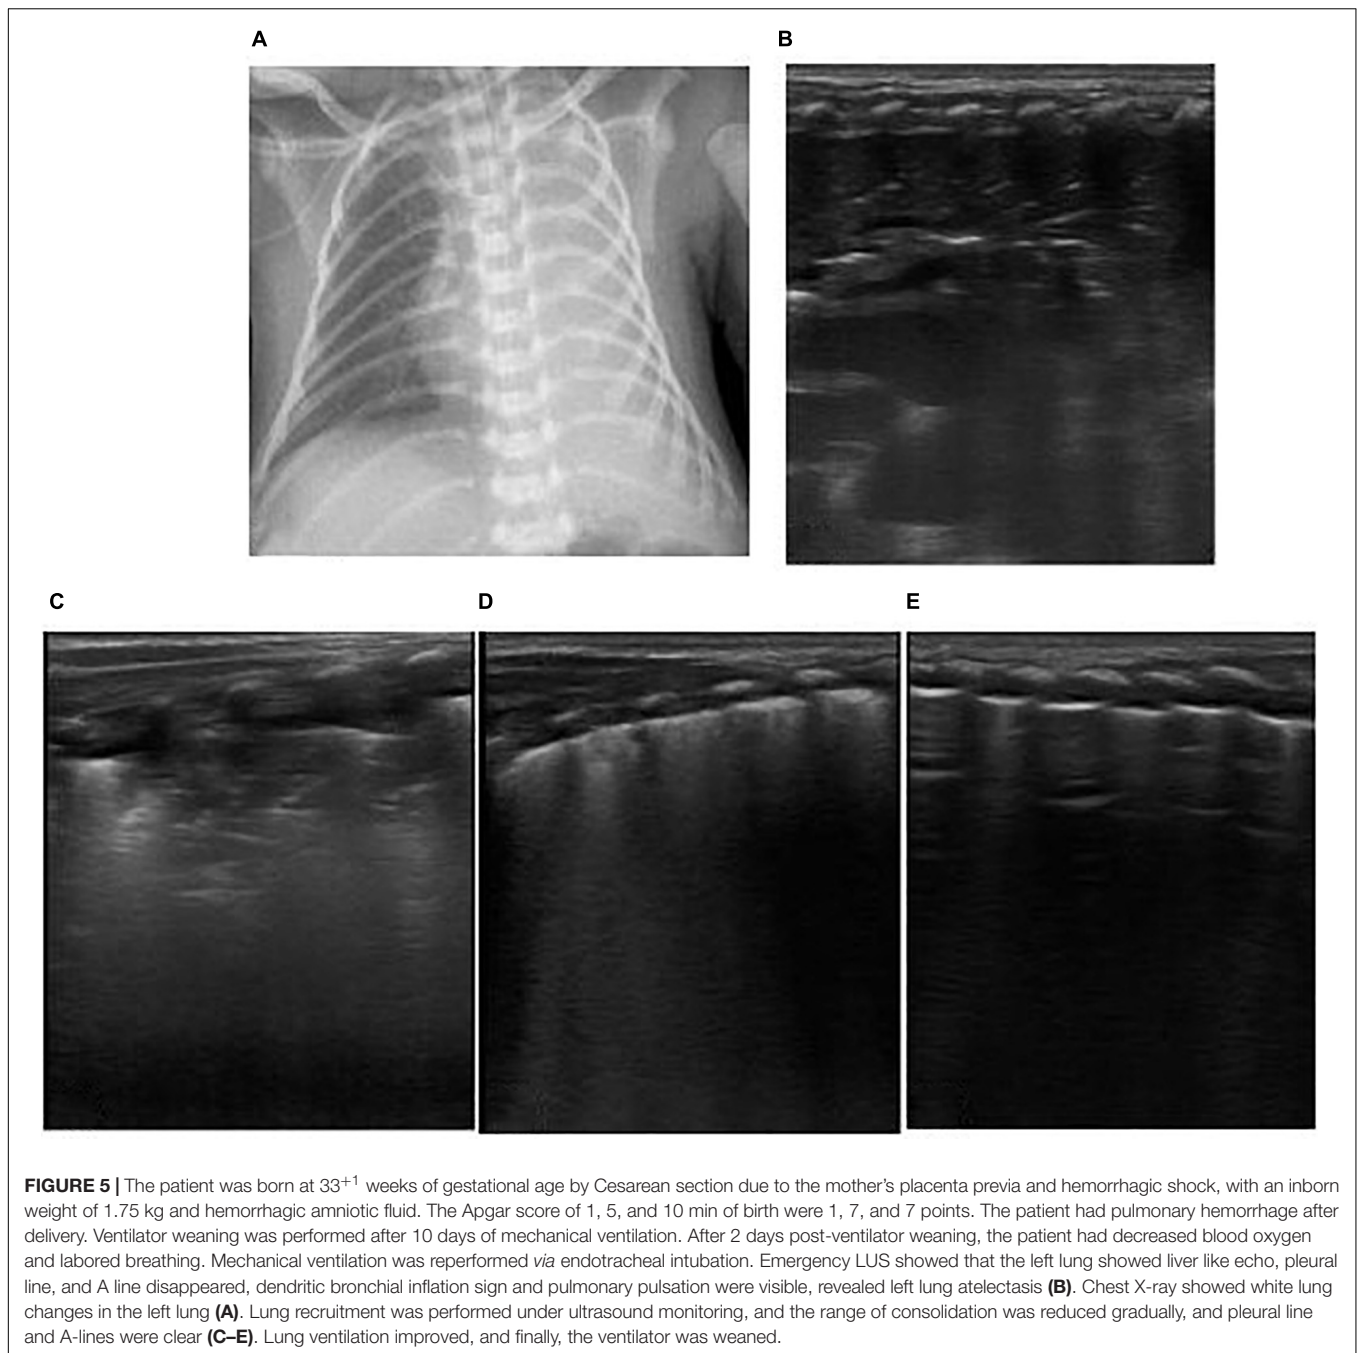 A
B
C
D
E
FIGURE 5 | The patient was born at 33+1 weeks of gestational age by Cesarean section due to the mother's placenta previa and hemorrhagic shock, with an inborn
weight of 1.75 kg and hemorrhagic amniotic fluid. The Apgar score of 1, 5, and 10 min of birth were 1, 7, and 7 points. The patient had pulmonary hemorrhage after
delivery. Ventilator weaning was performed after 10 days of mechanical ventilation. After 2 days post-ventilator weaning, the patient had decreased blood oxygen
and labored breathing. Mechanical ventilation was reperformed via endotracheal intubation. Emergency LUS showed that the left lung showed liver like echo, pleural
line, and A line disappeared, dendritic bronchial inflation sign and pulmonary pulsation were visible, revealed left lung atelectasis (B). Chest X-ray showed white lung
changes in the left lung (A). Lung recruitment was performed under ultrasound monitoring, and the range of consolidation was reduced gradually, and pleural line
and A-lines were clear (C–E). Lung ventilation improved, and finally, the ventilator was weaned.